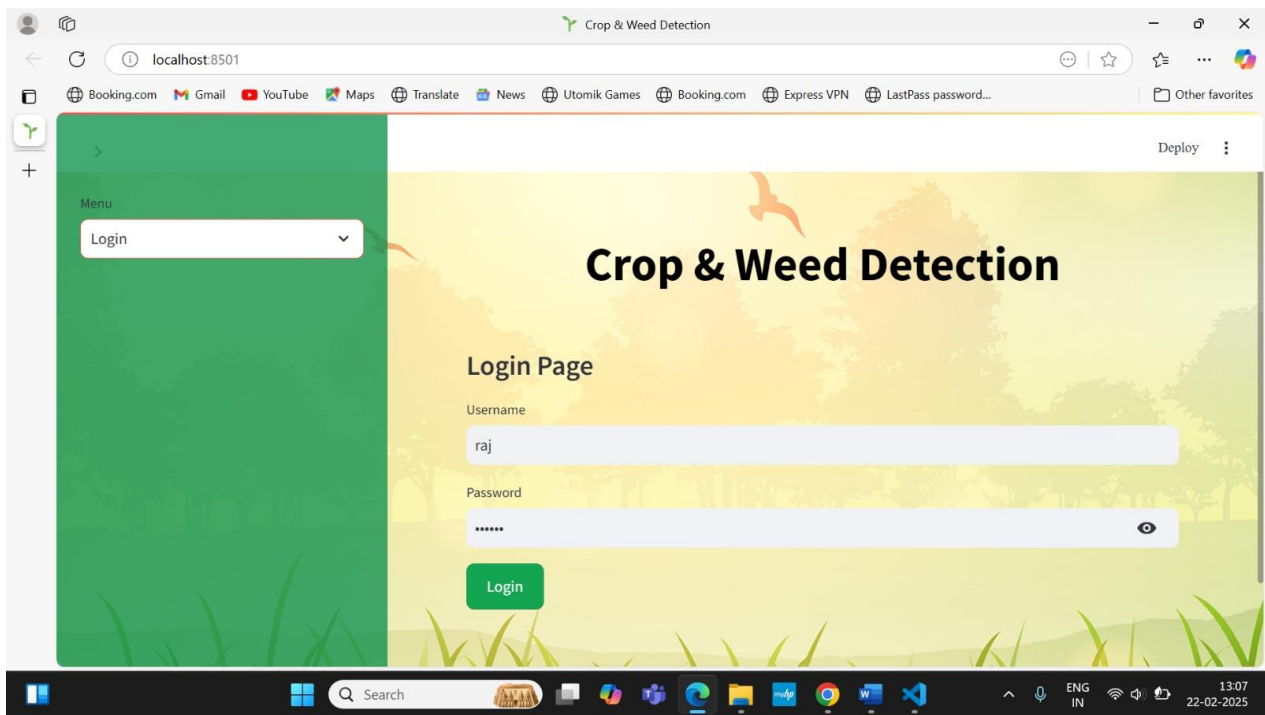 Crop & Weed Detection
localhost:8501
Booking.com Gmail YouTube Maps Translate News Utomik Games Booking.com Express VPN LastPass password... Other favorites
Deploy
Menu
Login
Crop & Weed Detection
Login Page
Username
raj
Password
••••••
Login
Search
myhp
ENG
IN
13:07
22-02-2025